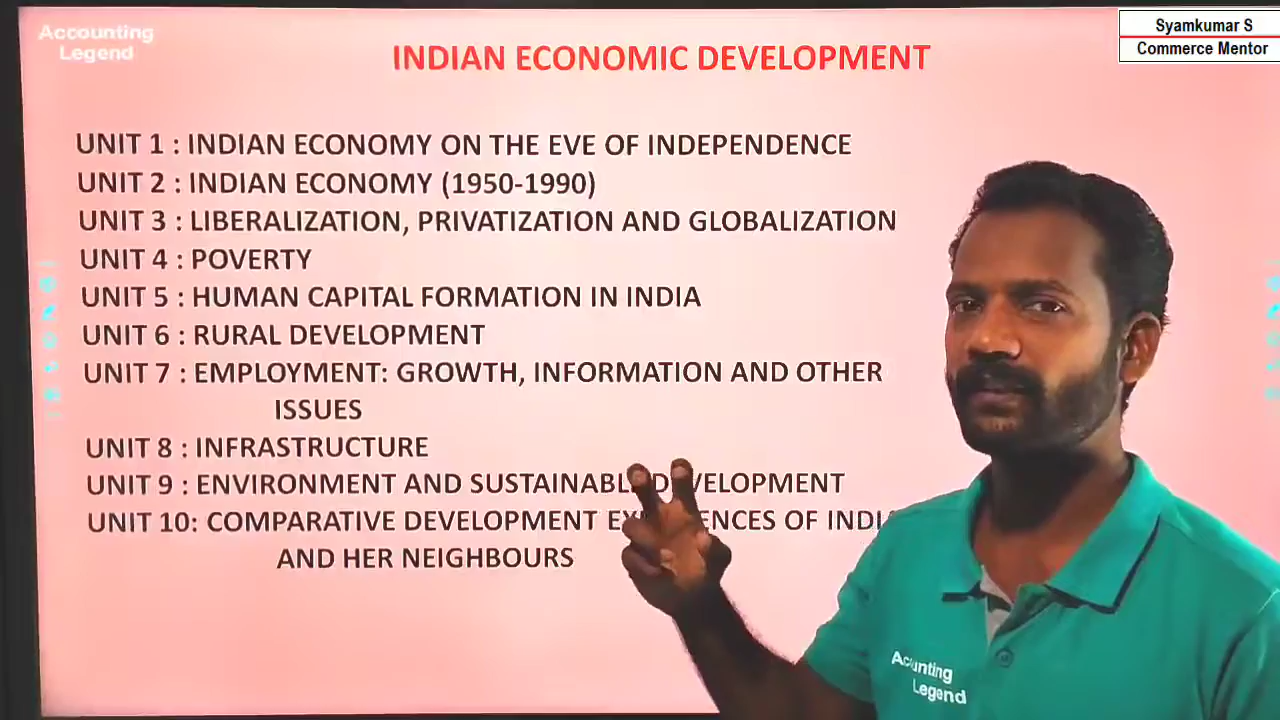 Accounting
Legend
Syamkumar S
Commerce Mentor
INDIAN ECONOMIC DEVELOPMENT
UNIT 1 : INDIAN ECONOMY ON THE EVE OF INDEPENDENCE
UNIT 2 : INDIAN ECONOMY (1950-1990)
UNIT 3 : LIBERALIZATION, PRIVATIZATION AND GLOBALIZATION
UNIT 4 : POVERTY
UNIT 5 : HUMAN CAPITAL FORMATION IN INDIA
UNIT 6 : RURAL DEVELOPMENT
UNIT 7 : EMPLOYMENT: GROWTH, INFORMATION AND OTHER
ISSUES
UNIT 8 : INFRASTRUCTURE
UNIT 9 : ENVIRONMENT AND
UNIT 10: COMPARATIVE DEVELOPMENT OF
AND HER NEIGHBOURS
Accounting
Legend